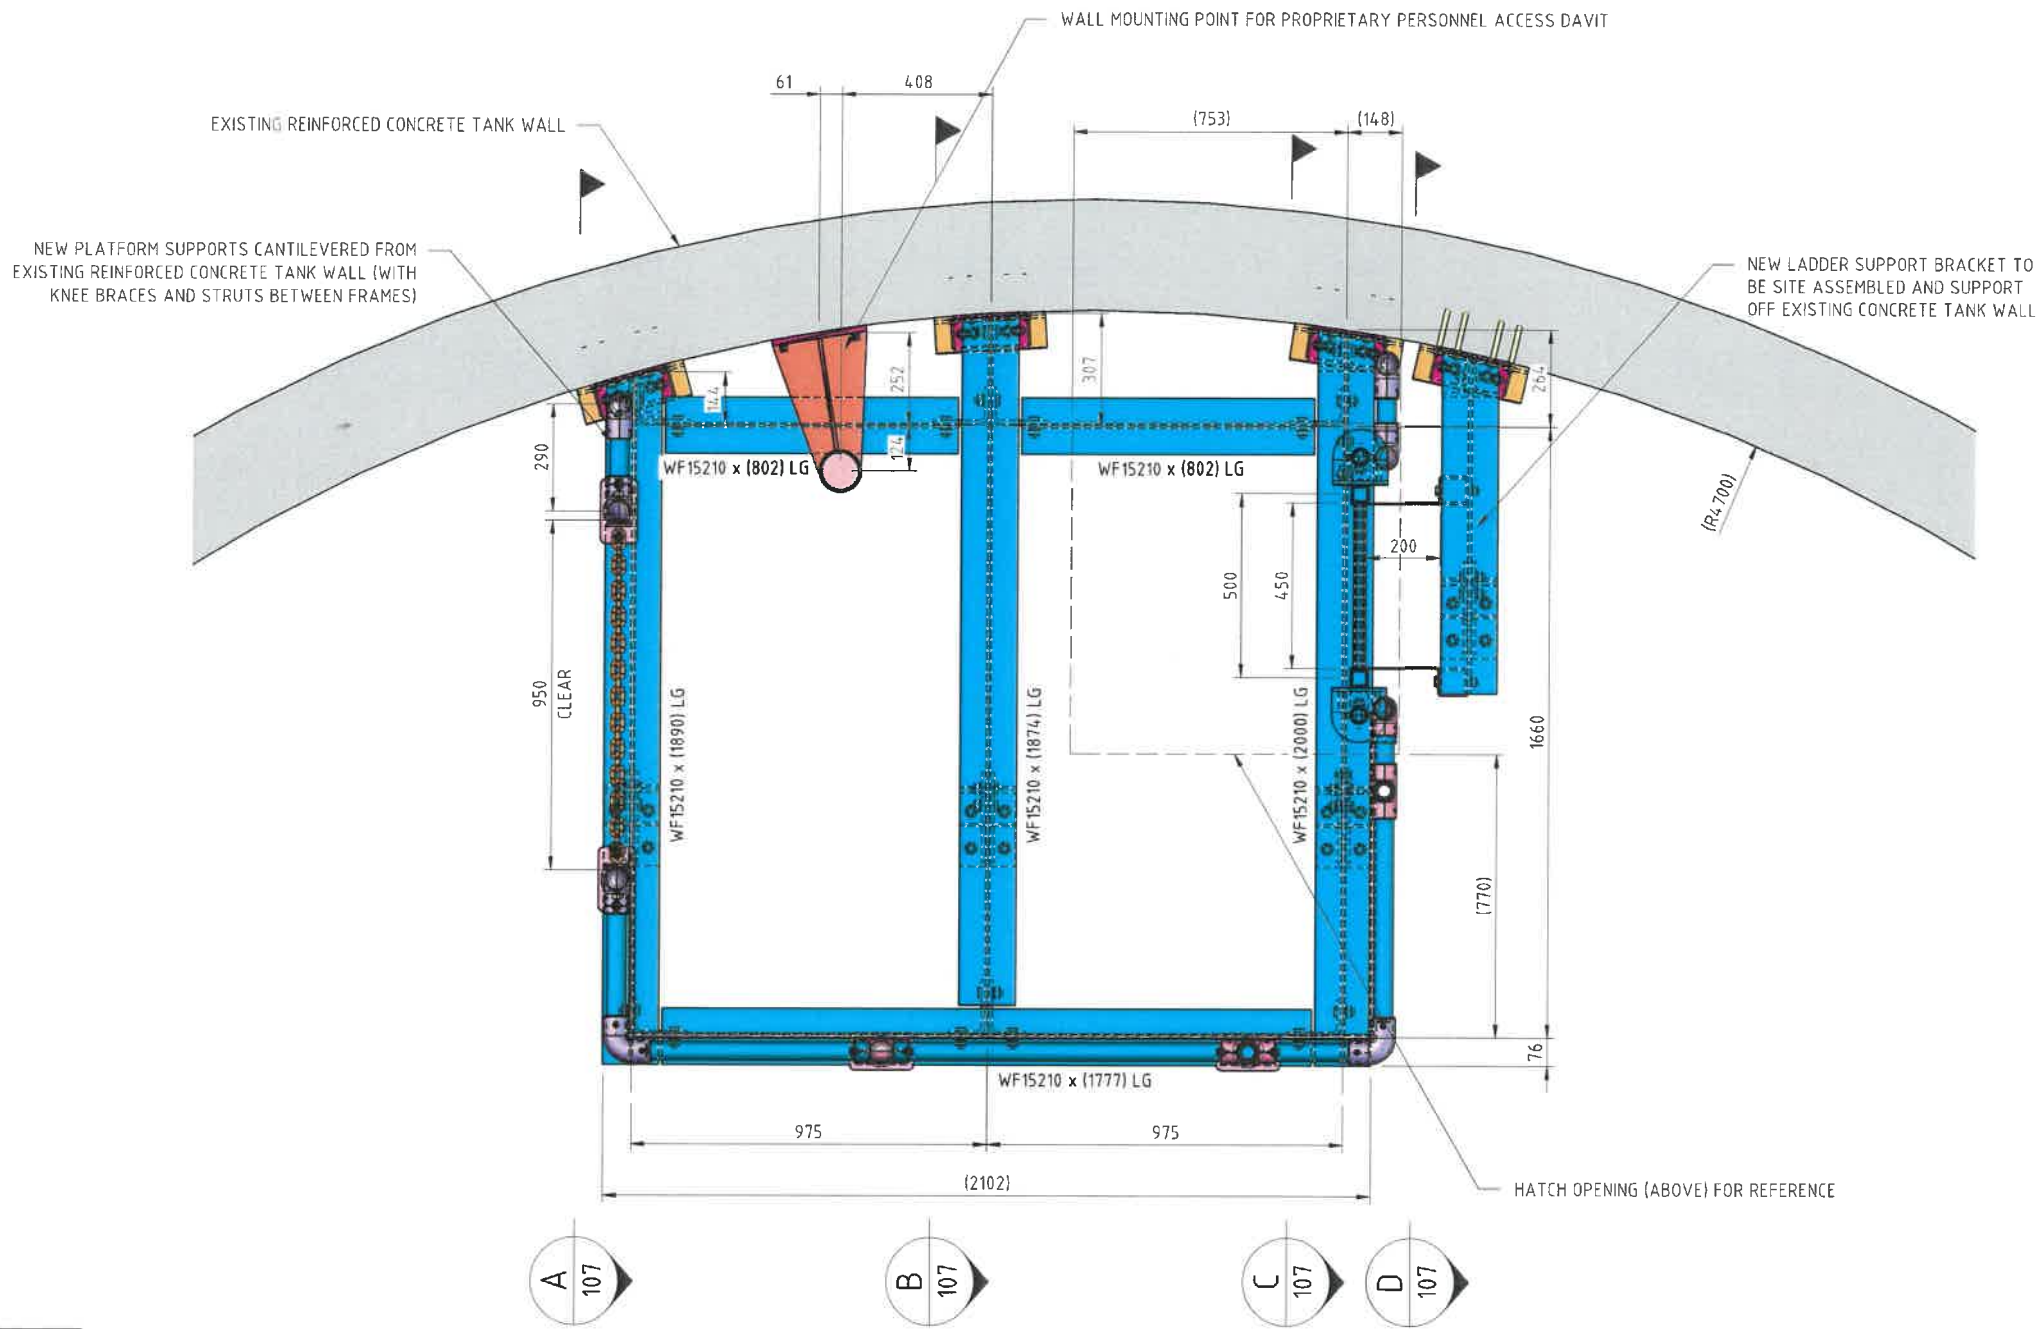 WALL MOUNTING POINT FOR PROPRIETARY PERSONNEL ACCESS DAVIT
61
408
(753)
(148)
EXISTING REINFORCED CONCRETE TANK WALL
NEW PLATFORM SUPPORTS CANTILEVERED FROM
EXISTING REINFORCED CONCRETE TANK WALL (WITH
KNEE BRACES AND STRUTS BETWEEN FRAMES)
NEW LADDER SUPPORT BRACKET TO
BE SITE ASSEMBLED AND SUPPORT
OFF EXISTING CONCRETE TANK WALL
144
252
307
264
290
124
WF15210 x (802) LG
WF15210 x (802) LG
(R4700)
200
500
450
950
CLEAR
WF15210 x (1890) LG
WF15210 x (1874) LG
WF15210 x (2000) LG
1660
(770)
76
WF15210 x (1777) LG
975
975
(2102)
HATCH OPENING (ABOVE) FOR REFERENCE
A
107
B
107
C
107
D
107